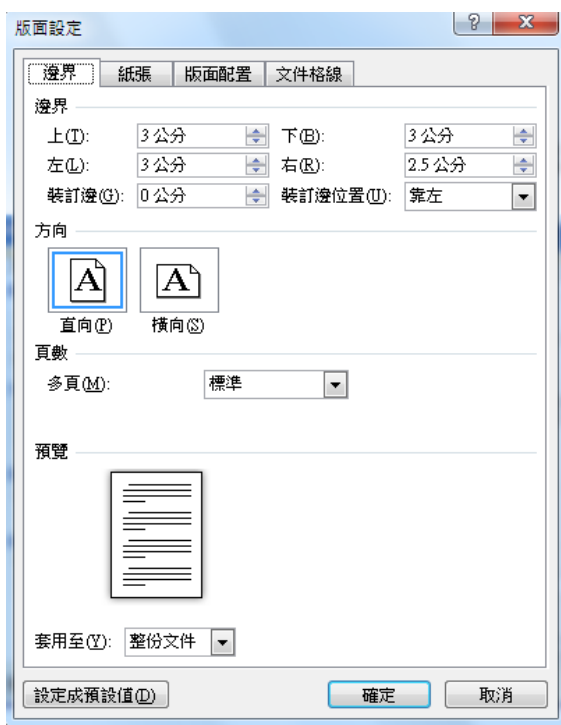 版面設定
邊界 紙張 版面配置 文件格線
邊界
上(T): 3 公分 下(B): 3 公分
左(L): 3 公分 右(R): 2.5 公分
裝訂邊(G): 0 公分 裝訂邊位置(U): 靠左
方向
A A
直向(P) 橫向(S)
頁數
多頁(M): 標準
預覽
套用至(Y): 整份文件
設定成預設值(D) 確定 取消